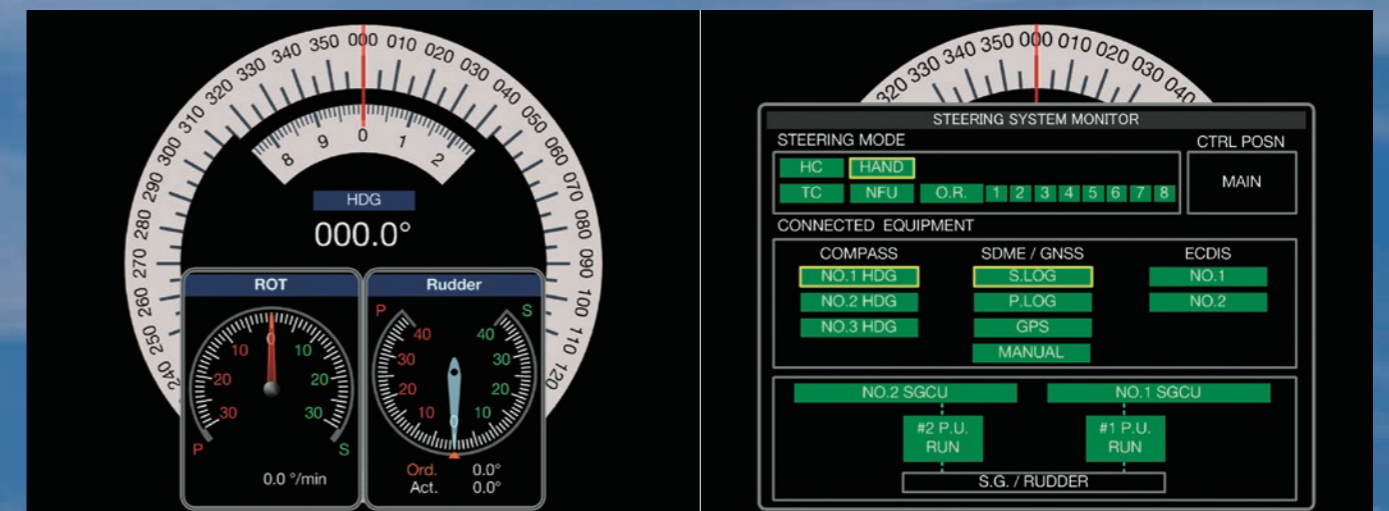 240 250 260 270 280 290 300 310 320 330 340 350 000 010 020 030 040 050 060 070 080 090 100 110 120
8 9 0 1 2
HDG
000.0°
ROT
30 20 10 0 10 20 30
P S
0.0 °/min
Rudder
P S
40 30 20 10 0 10 20 30 40
Ord. 0.0°
Act. 0.0°
320 330 340 350 000 010 020 030 040
STEERING SYSTEM MONITOR
STEERING MODE CTRL POSN
HC HAND
MAIN
TC NFU O.R. 1 2 3 4 5 6 7 8
CONNECTED EQUIPMENT
COMPASS SDME / GNSS ECDIS
NO.1 HDG S.LOG NO.1
NO.2 HDG P.LOG NO.2
NO.3 HDG GPS
MANUAL
NO.2 SGCU NO.1 SGCU
#2 P.U. #1 P.U.
RUN RUN
S.G. / RUDDER